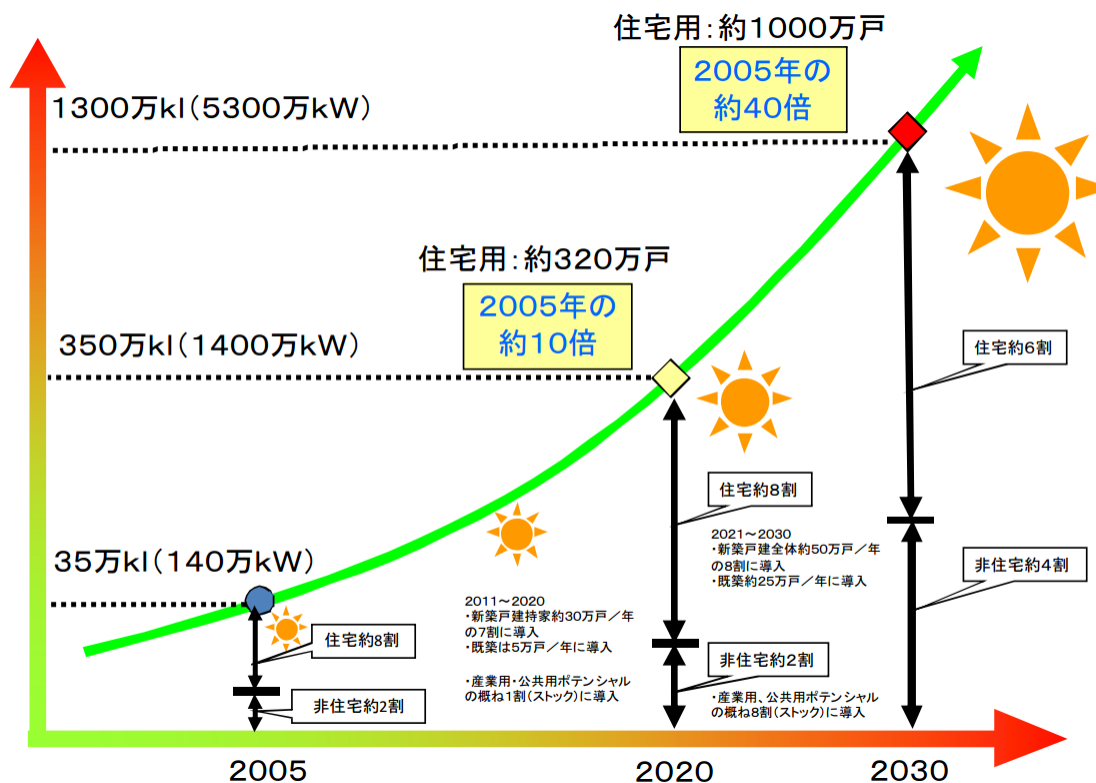 住宅用:約1000万戸
2005年の
約40倍
1300万kl(5300万kW)
住宅用:約320万戸
2005年の
約10倍
350万kl(1400万kW)
住宅約6割
住宅約8割
2021~2030
・新築戸建全体約50万戸/年
の8割に導入
・既築約25万戸/年に導入
35万kl(140万kW)
非住宅約4割
2011~2020
・新築戸建持家約30万戸/年
の7割に導入
・既築は5万戸/年に導入
住宅約8割
非住宅約2割
・産業用・公共用ポテンシャル
の概ね1割(ストック)に導入
・産業用、公共用ポテンシャル
の概ね8割(ストック)に導入
非住宅約2割
2005
2020
2030